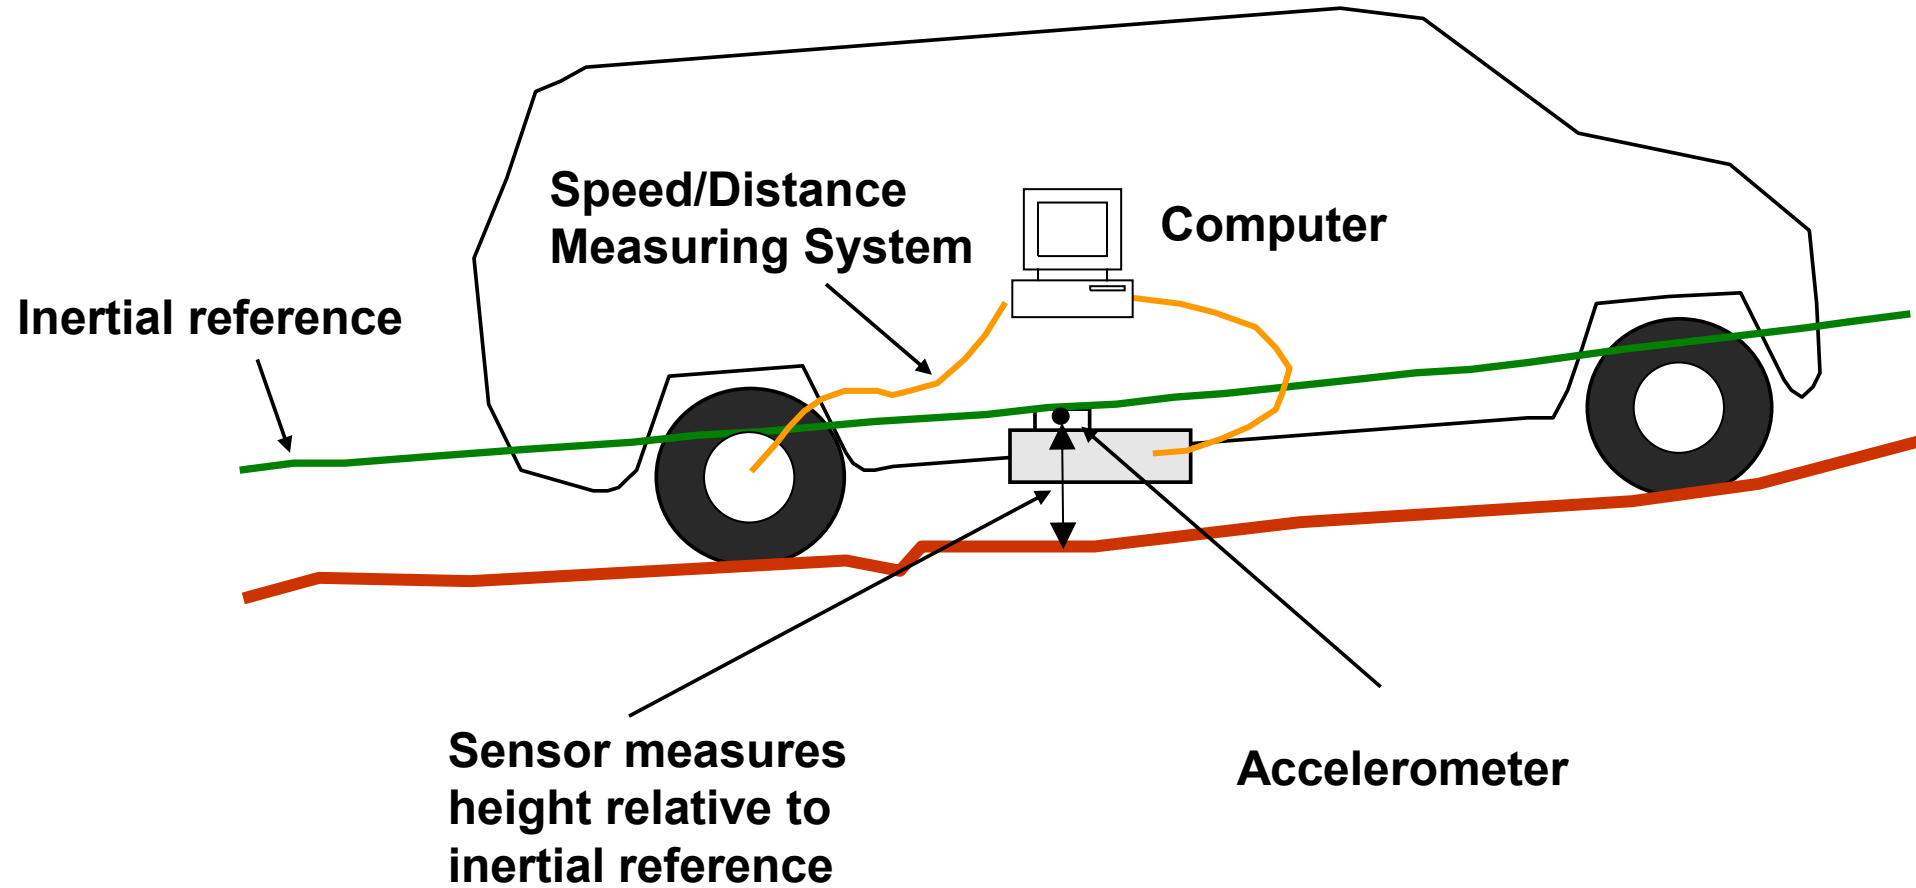 Speed/Distance
Measuring System
Computer
Inertial reference
Sensor measures
height relative to
inertial reference
Accelerometer